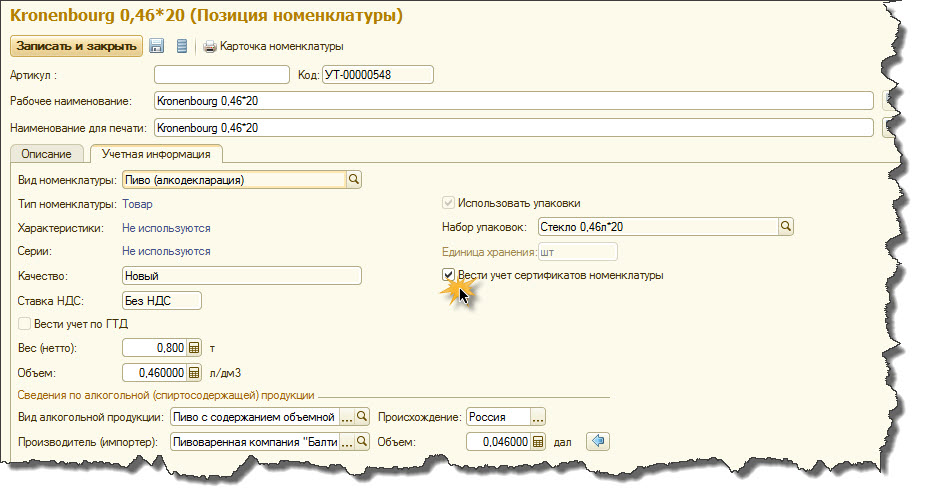 Kronenbourg 0,46*20 (Позиция номенклатуры)
Записать и закрыть Карточка номенклатуры
Артикул : Код: УТ-00000548
Рабочее наименование: Kronenbourg 0,46*20
Наименование для печати: Kronenbourg 0,46*20
Описание Учетная информация
Вид номенклатуры: Пиво (алкодекларация)
Тип номенклатуры: Товар Использовать упаковки
Характеристики: Не используются Набор упаковок: Стекло 0,46л*20
Серии: Не используются Единица хранения: шт
Качество: Новый Вести учет сертификатов номенклатуры
Ставка НДС: Без НДС
Вести учет по ГТД
Вес (нетто): 0,800 т
Объем: 0,460000 л/дм3
Сведения по алкогольной (спиртосодержащей) продукции
Вид алкогольной продукции: Пиво с содержанием объемной ... Происхождение: Россия ...
Производитель (импортер): Пивоваренная компания "Балти ... Объем: 0,046000 дал